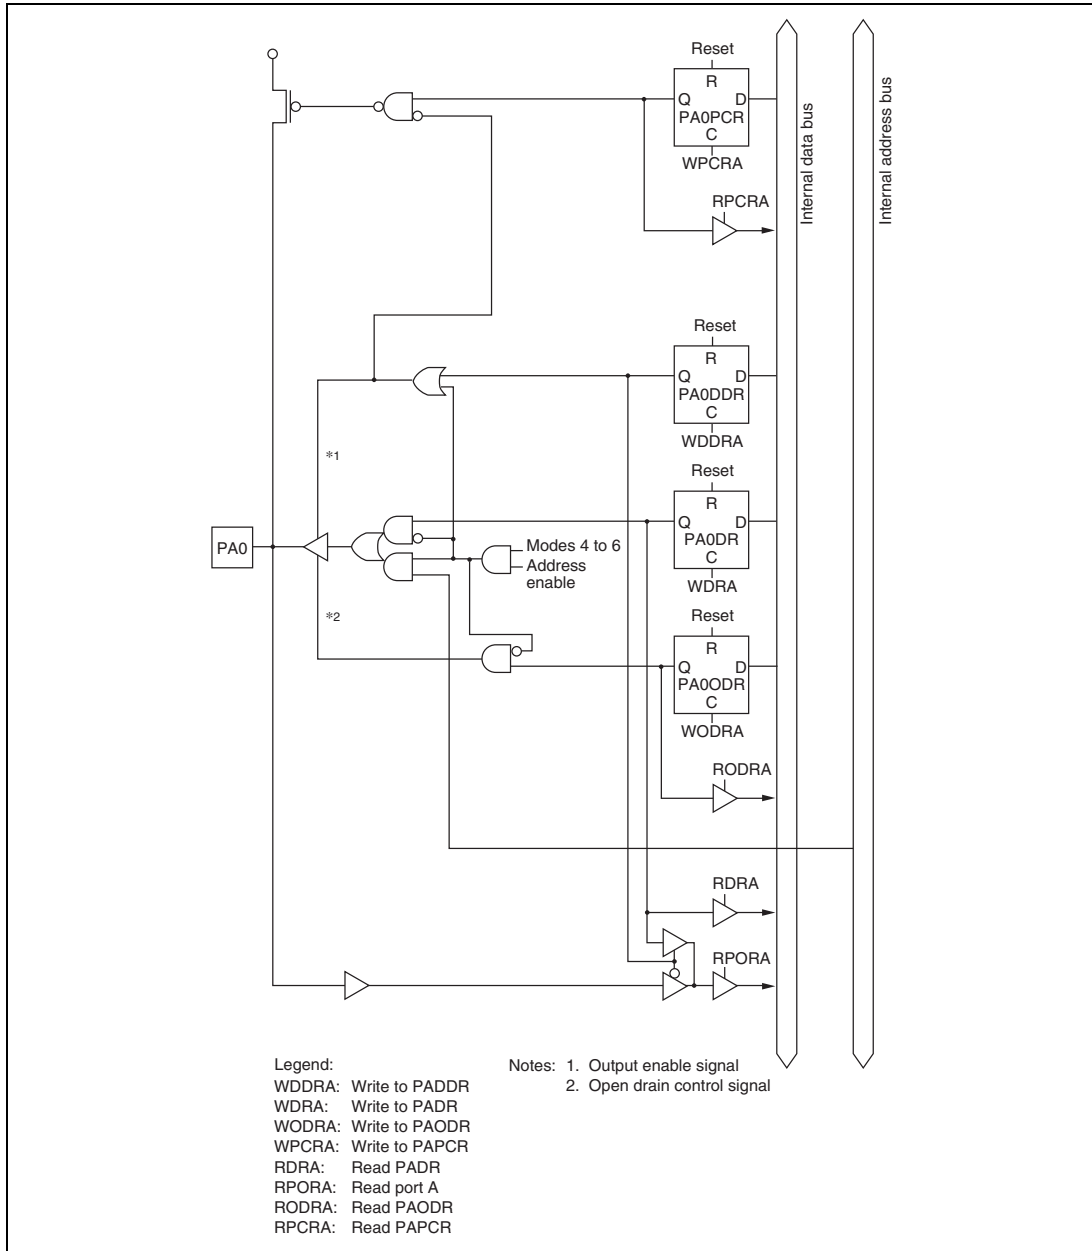 Reset
R
Q D
PA0PCR
C
WPCRA
Internal data bus
Internal address bus
RPCRA
Reset
R
Q D
PA0DDR
C
WDDRA
*1
Reset
R
Q D
PA0DR
C
WDRA
PA0
Modes 4 to 6
Address
enable
*2
Reset
R
Q D
PA0ODR
C
WODRA
RODRA
RDRA
RPORA
Legend:
WDDRA: Write to PADDR
WDRA: Write to PADR
WODRA: Write to PAODR
WPCRA: Write to PAPCR
RDRA: Read PADR
RPORA: Read port A
RODRA: Read PAODR
RPCRA: Read PAPCR
Notes: 1. Output enable signal
2. Open drain control signal